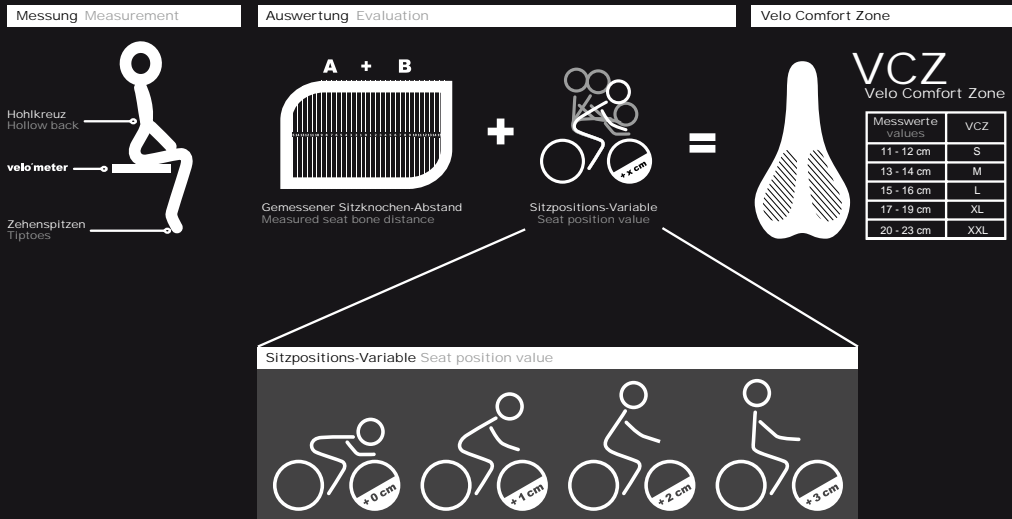 Messung Measurement
Hohlkreuz
Hollow back
velo'meter
Zehenspitzen
Tiptoes
Auswertung Evaluation
A + B
+
+ x cm
=
Gemessener Sitzknochen-Abstand
Measured seat bone distance
Sitzpositions-Variable
Seat position value
Velo Comfort Zone
VCZ
Velo Comfort Zone
Messwerte values VCZ
11 - 12 cm S
13 - 14 cm M
15 - 16 cm L
17 - 19 cm XL
20 - 23 cm XXL
Sitzpositions-Variable Seat position value
+ 0 cm
+ 1 cm
+ 2 cm
+ 3 cm